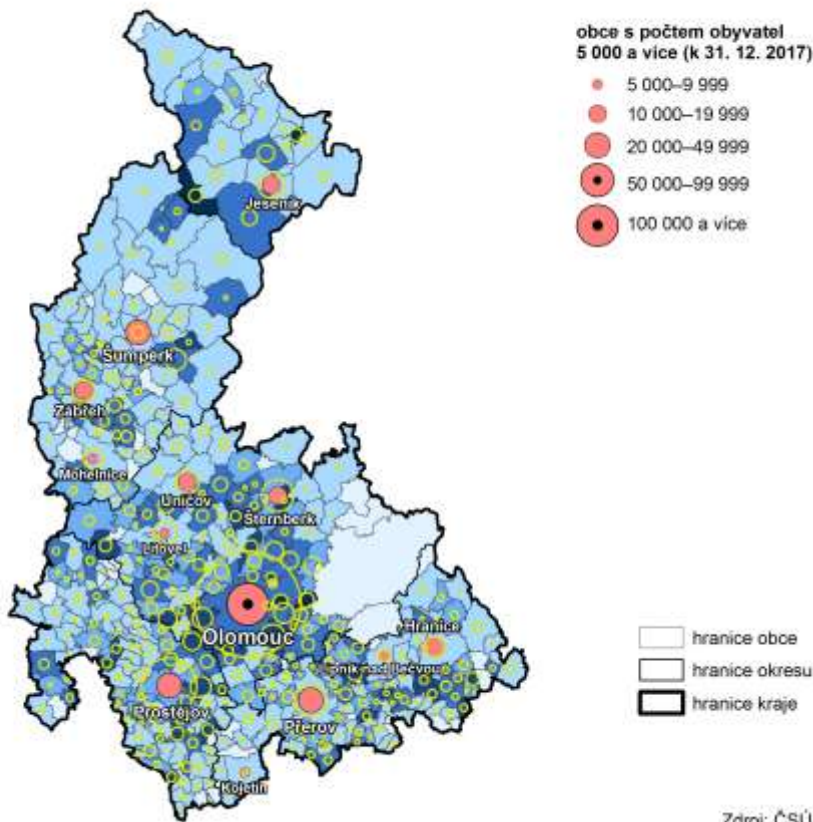 obce s počtem obyvatel
5 000 a více (k 31. 12. 2017)
5 000–9 999
10 000–19 999
20 000–49 999
50 000–99 999
100 000 a více
Jeseník
Šumperk
Zábřeh
Mohelnice
Uničov
Šternberk
Litovel
Olomouc
Hranice
nad Bečvou
Prostějov
Přerov
Kojetín
hranice obce
hranice okresu
hranice kraje
Zdroj: ČSÚ